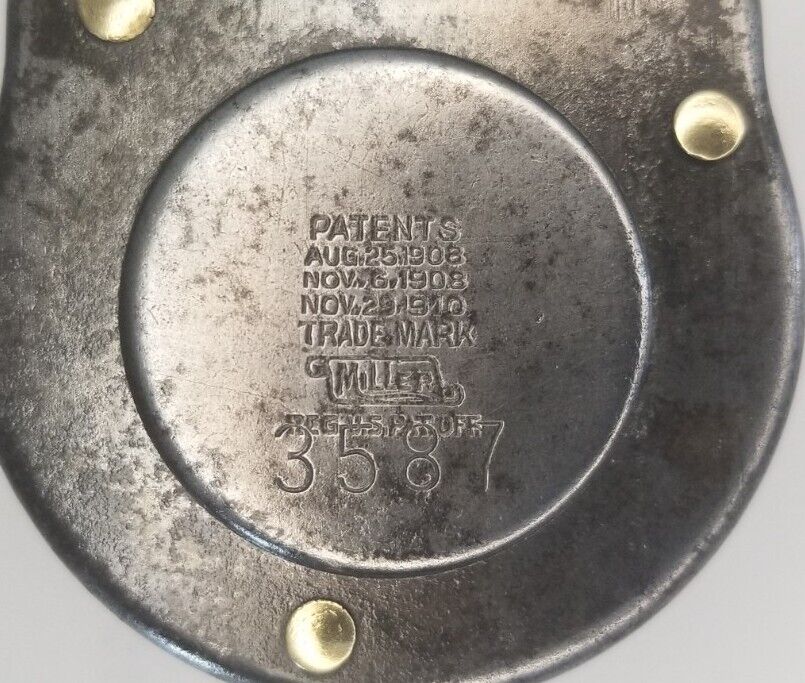 PATENTS
AUG.25,1908
NOV.6,1908
NOV.29,1910
TRADE MARK
MILLER
REG.U.S.PAT.OFF.
3587